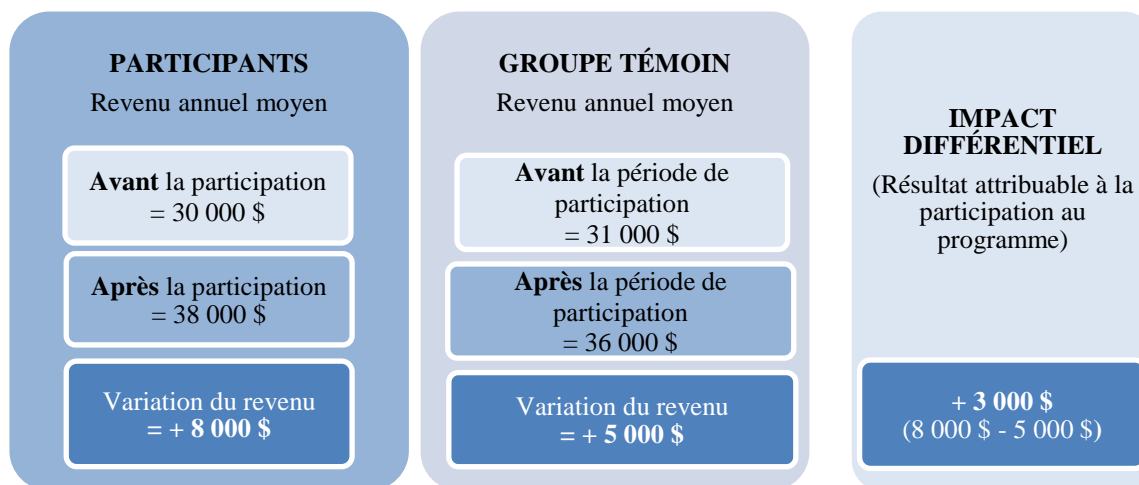 PARTICIPANTS
Revenu annuel moyen
Avant la participation
= 30 000 $
Après la participation
= 38 000 $
Variation du revenu
= + 8 000 $
GROUPE TÉMOIN
Revenu annuel moyen
Avant la période de
participation
= 31 000 $
Après la période de
participation
= 36 000 $
Variation du revenu
= + 5 000 $
IMPACT
DIFFÉRENTIEL
(Résultat attribuable à la
participation au
programme)
+ 3 000 $
(8 000 $ - 5 000 $)